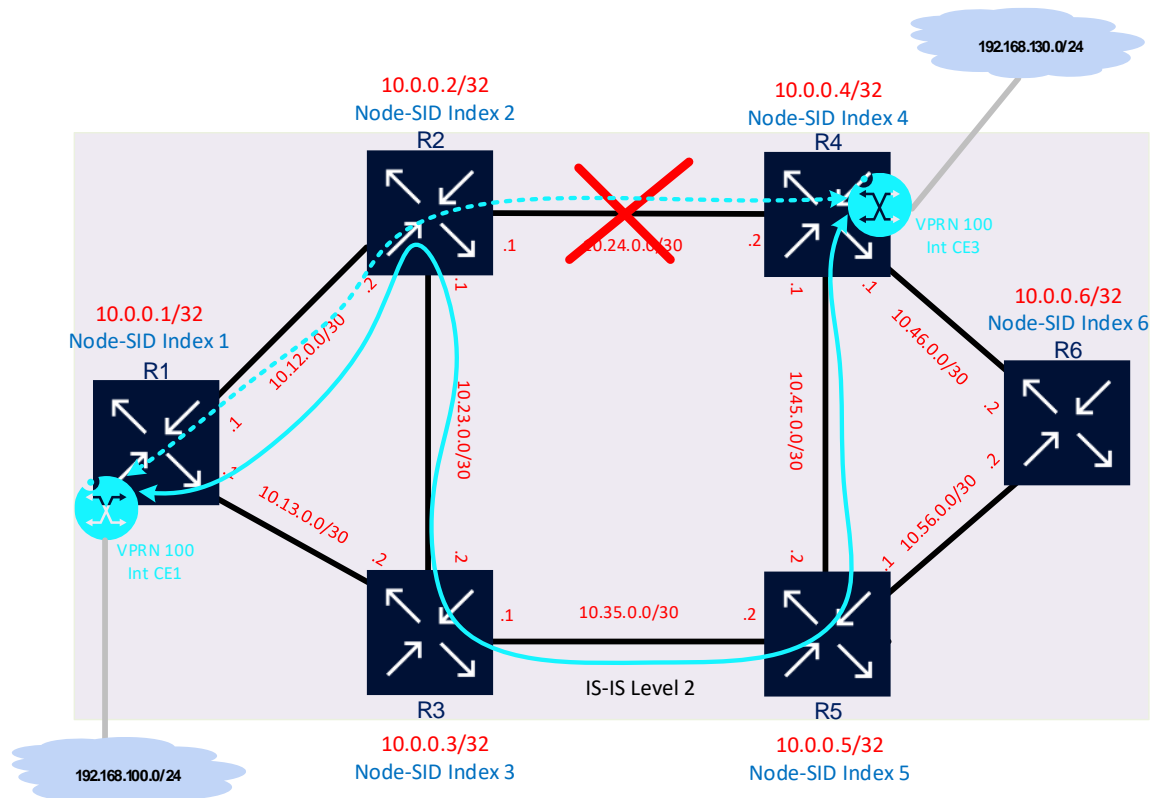 192.168.130.0/24
10.0.0.2/32
Node-SID Index 2
R2
10.0.0.4/32
Node-SID Index 4
R4
VPRN 100
Int CE3
.1
10.24.0.0/30
.2
.2
.1
.1
.1
10.0.0.6/32
Node-SID Index 6
R6
10.0.0.1/32
Node-SID Index 1
R1
10.12.0.0/30
10.46.0.0/30
.1
.2
10.23.0.0/30
10.45.0.0/30
.1
.2
10.13.0.0/30
10.56.0.0/30
VPRN 100
Int CE1
.2
.2
.2
.1
.1
10.35.0.0/30
.2
IS-IS Level 2
R3
R5
10.0.0.3/32
Node-SID Index 3
10.0.0.5/32
Node-SID Index 5
192.168.100.0/24